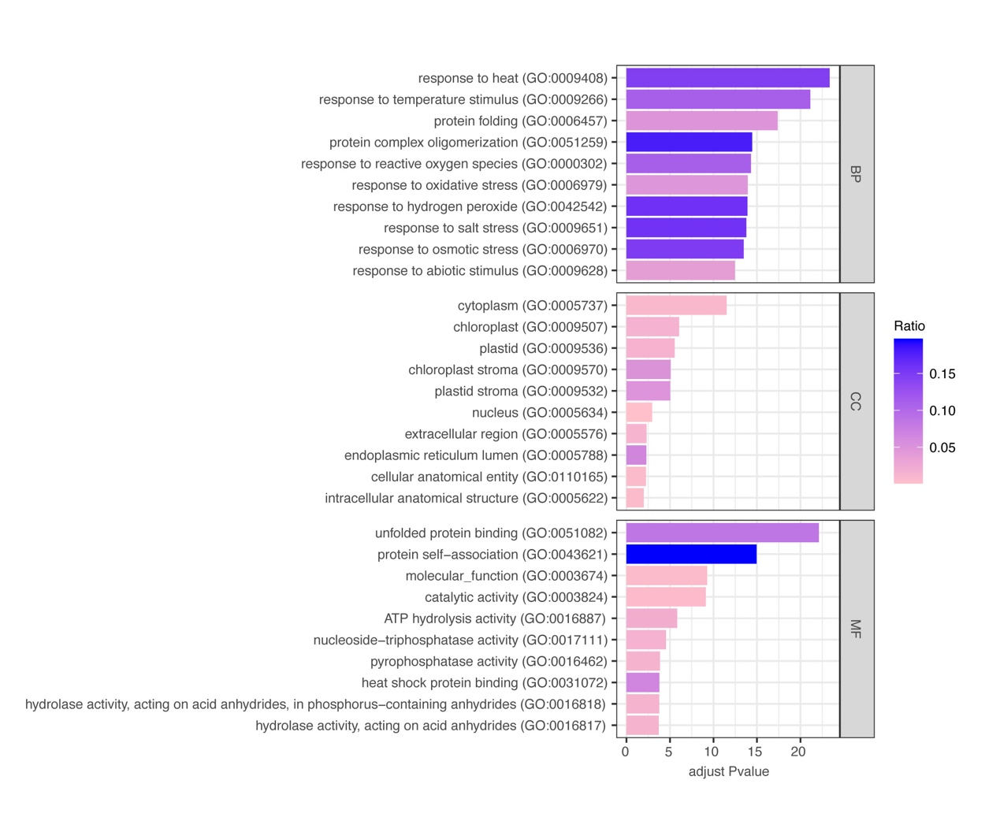 response to heat (GO:0009408)
response to temperature stimulus (GO:0009266)
protein folding (GO:0006457)
protein complex oligomerization (GO:0051259)
response to reactive oxygen species (GO:0000302)
response to oxidative stress (GO:0006979)
response to hydrogen peroxide (GO:0042542)
response to salt stress (GO:0009651)
response to osmotic stress (GO:0006970)
response to abiotic stimulus (GO:0009628)
BP
cytoplasm (GO:0005737)
chloroplast (GO:0009507)
plastid (GO:0009536)
chloroplast stroma (GO:0009570)
plastid stroma (GO:0009532)
nucleus (GO:0005634)
extracellular region (GO:0005576)
endoplasmic reticulum lumen (GO:0005788)
cellular anatomical entity (GO:0110165)
intracellular anatomical structure (GO:0005622)
CC
unfolded protein binding (GO:0051082)
protein self−association (GO:0043621)
molecular_function (GO:0003674)
catalytic activity (GO:0003824)
ATP hydrolysis activity (GO:0016887)
nucleoside−triphosphatase activity (GO:0017111)
pyrophosphatase activity (GO:0016462)
heat shock protein binding (GO:0031072)
hydrolase activity, acting on acid anhydrides, in phosphorus−containing anhydrides (GO:0016818)
hydrolase activity, acting on acid anhydrides (GO:0016817)
MF
0 5 10 15 20
adjust Pvalue
Ratio
0.15
0.10
0.05